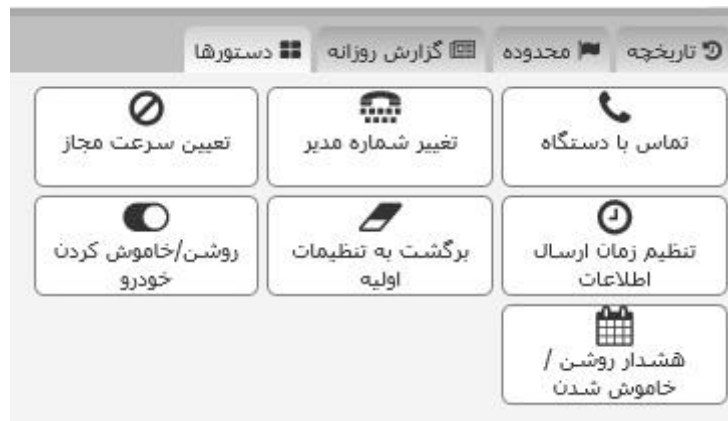 تاریخچه محدوده گزارش روزانه دستورها
تماس با دستگاه
تغییر شماره مدیر
تعیین سرعت مجاز
تنظیم زمان ارسال
اطلاعات
برگشت به تنظیمات
اولیه
روشن/خاموش کردن
خودرو
هشدار روشن /
خاموش شدن